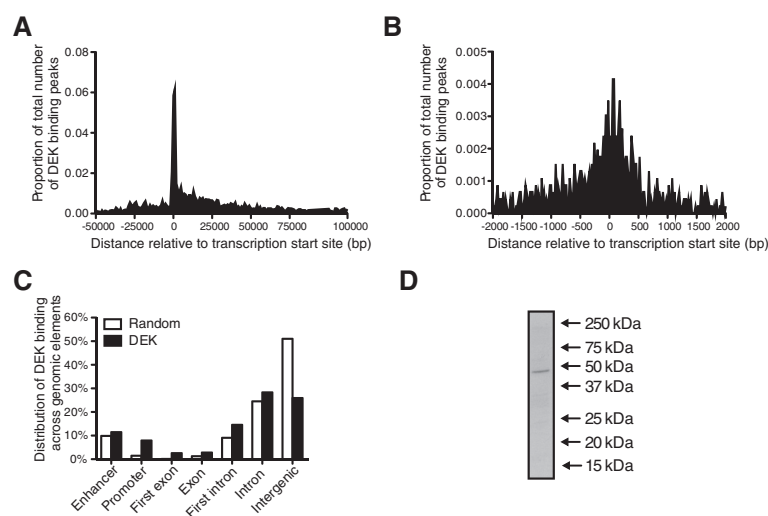 A
Proportion of total number
of DEK binding peaks
0.08
0.06
0.04
0.02
0.00
-50000 -25000 0 25000 50000 75000 100000
Distance relative to transcription start site (bp)
B
Proportion of total number
of DEK binding peaks
0.005
0.004
0.003
0.002
0.001
0.000
-2000 -1500 -1000 -500 0 500 1000 1500 2000
Distance relative to transcription start site (bp)
C
Distribution of DEK binding
across genomic elements
60%
50%
40%
30%
20%
10%
0%
Random
DEK
Enhancer
Promoter
First exon
Exon
First intron
Intron
Intergenic
D
250 kDa
75 kDa
50 kDa
37 kDa
25 kDa
20 kDa
15 kDa